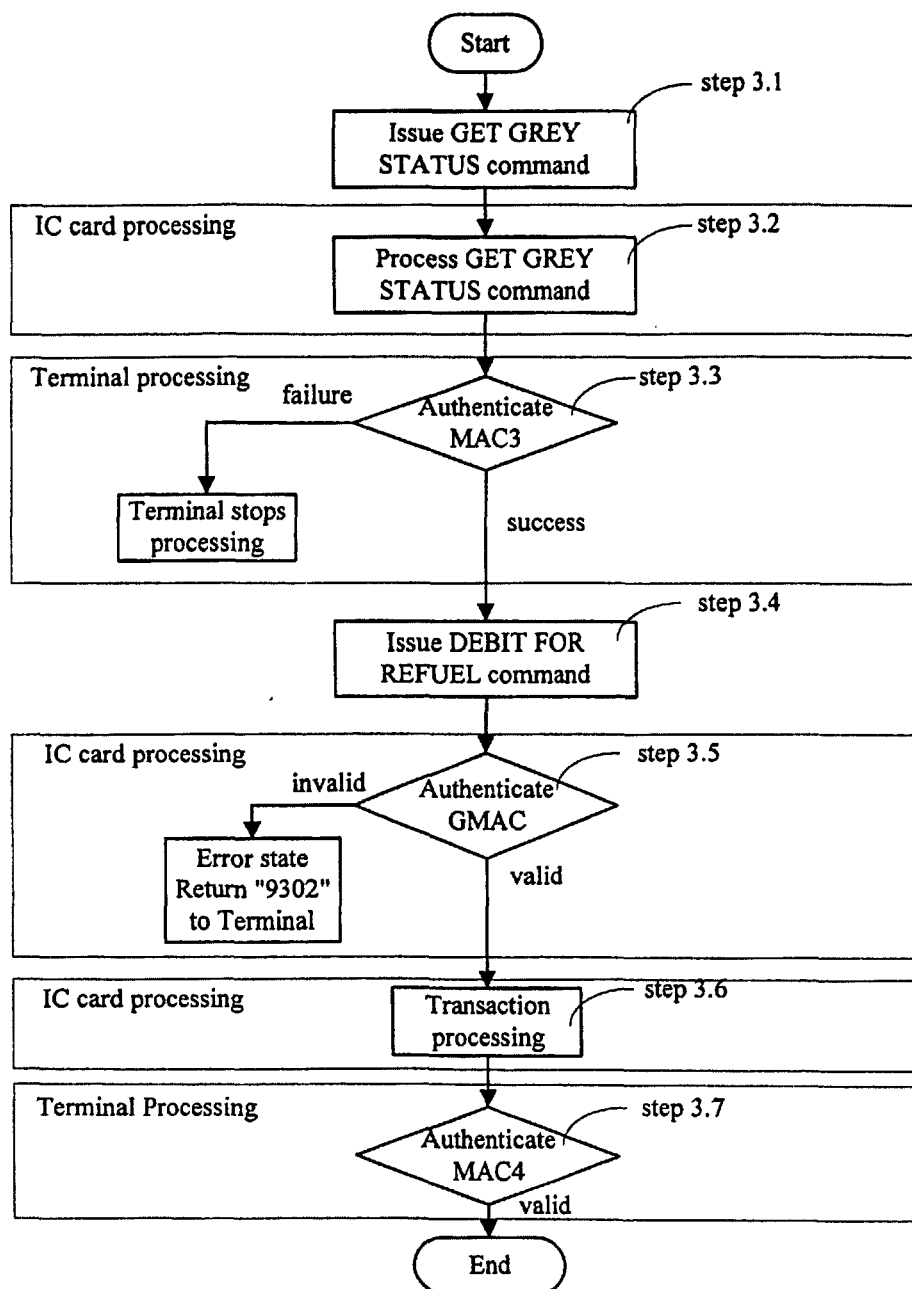 Start
step 3.1
Issue GET GREY
STATUS command
IC card processing
step 3.2
Process GET GREY
STATUS command
Terminal processing
step 3.3
failure
Authenticate
MAC3
Terminal stops
processing
success
step 3.4
Issue DEBIT FOR
REFUEL command
IC card processing
step 3.5
invalid
Authenticate
GMAC
Error state
Return "9302"
to Terminal
valid
IC card processing
step 3.6
Transaction
processing
Terminal Processing
step 3.7
Authenticate
MAC4
valid
End